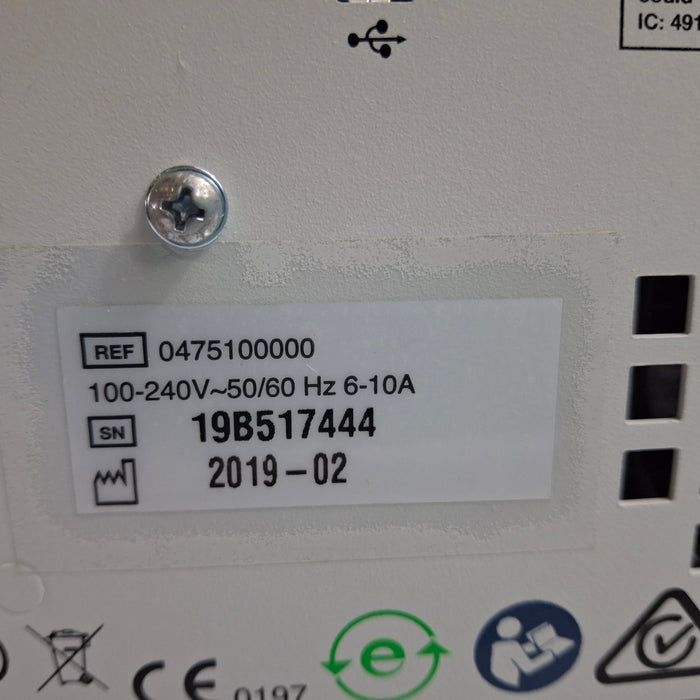 IC: 491
REF 0475100000
100-240V~50/60 Hz 6-10A
SN 19B517444
2019-02
e
CE 0197